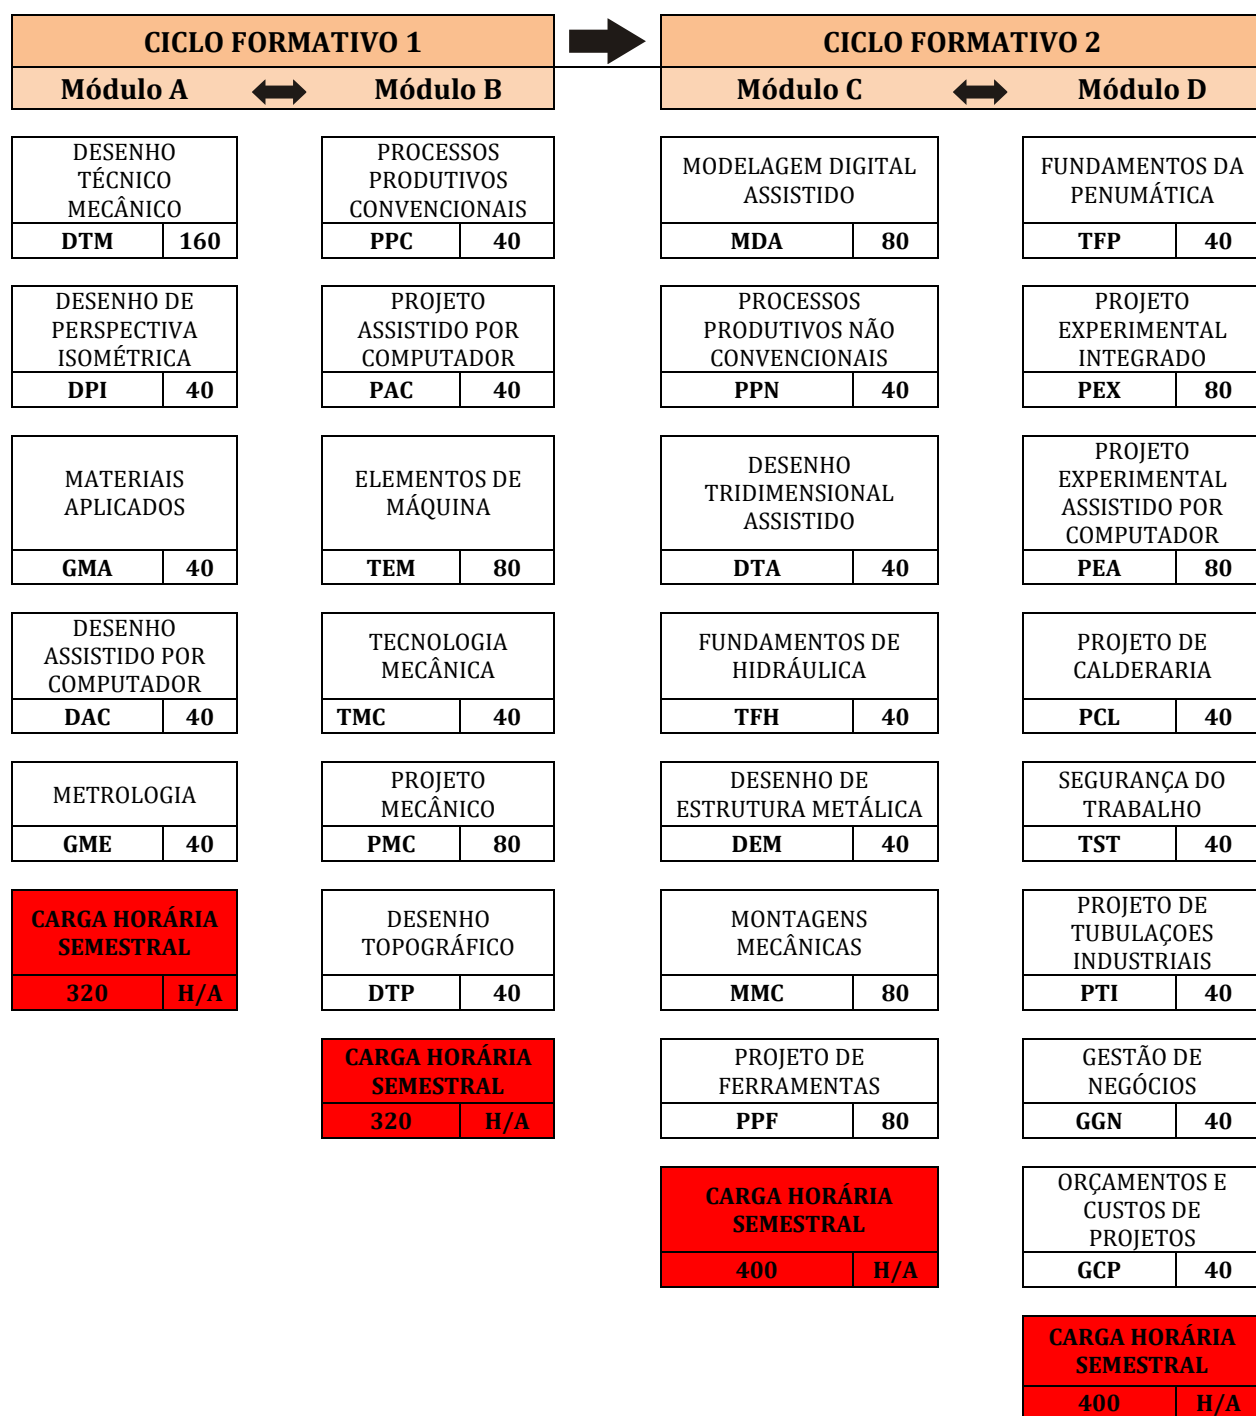 CICLO FORMATIVO 1
Módulo A
Módulo B
DESENHO
TÉCNICO
MECÂNICO
DTM 160
DESENHO DE
PERSPECTIVA
ISOMÉTRICA
DPI 40
MATERIAIS
APLICADOS
GMA 40
DESENHO
ASSISTIDO POR
COMPUTADOR
DAC 40
METROLOGIA
GME 40
CARGA HORÁRIA
SEMESTRAL
320 H/A
PROCESSOS
PRODUTIVOS
CONVENCIONAIS
PPC 40
PROJETO
ASSISTIDO POR
COMPUTADOR
PAC 40
ELEMENTOS DE
MÁQUINA
TEM 80
TECNOLOGIA
MECÂNICA
TMC 40
PROJETO
MECÂNICO
PMC 80
DESENHO
TOPOGRÁFICO
DTP 40
CARGA HORÁRIA
SEMESTRAL
320 H/A
CICLO FORMATIVO 2
Módulo C
Módulo D
MODELAGEM DIGITAL
ASSISTIDO
MDA 80
PROCESSOS
PRODUTIVOS NÃO
CONVENCIONAIS
PPN 40
DESENHO
TRIDIMENSIONAL
ASSISTIDO
DTA 40
FUNDAMENTOS DE
HIDRÁULICA
TFH 40
DESENHO DE
ESTRUTURA METÁLICA
DEM 40
MONTAGENS
MECÂNICAS
MMC 80
PROJETO DE
FERRAMENTAS
PPF 80
CARGA HORÁRIA
SEMESTRAL
400 H/A
FUNDAMENTOS DA
PENUMÁTICA
TFP 40
PROJETO
EXPERIMENTAL
INTEGRADO
PEX 80
PROJETO
EXPERIMENTAL
ASSISTIDO POR
COMPUTADOR
PEA 80
PROJETO DE
CALDERARIA
PCL 40
SEGURANÇA DO
TRABALHO
TST 40
PROJETO DE
TUBULAÇOES
INDUSTRIAIS
PTI 40
GESTÃO DE
NEGÓCIOS
GGN 40
ORÇAMENTOS E
CUSTOS DE
PROJETOS
GCP 40
CARGA HORÁRIA
SEMESTRAL
400 H/A